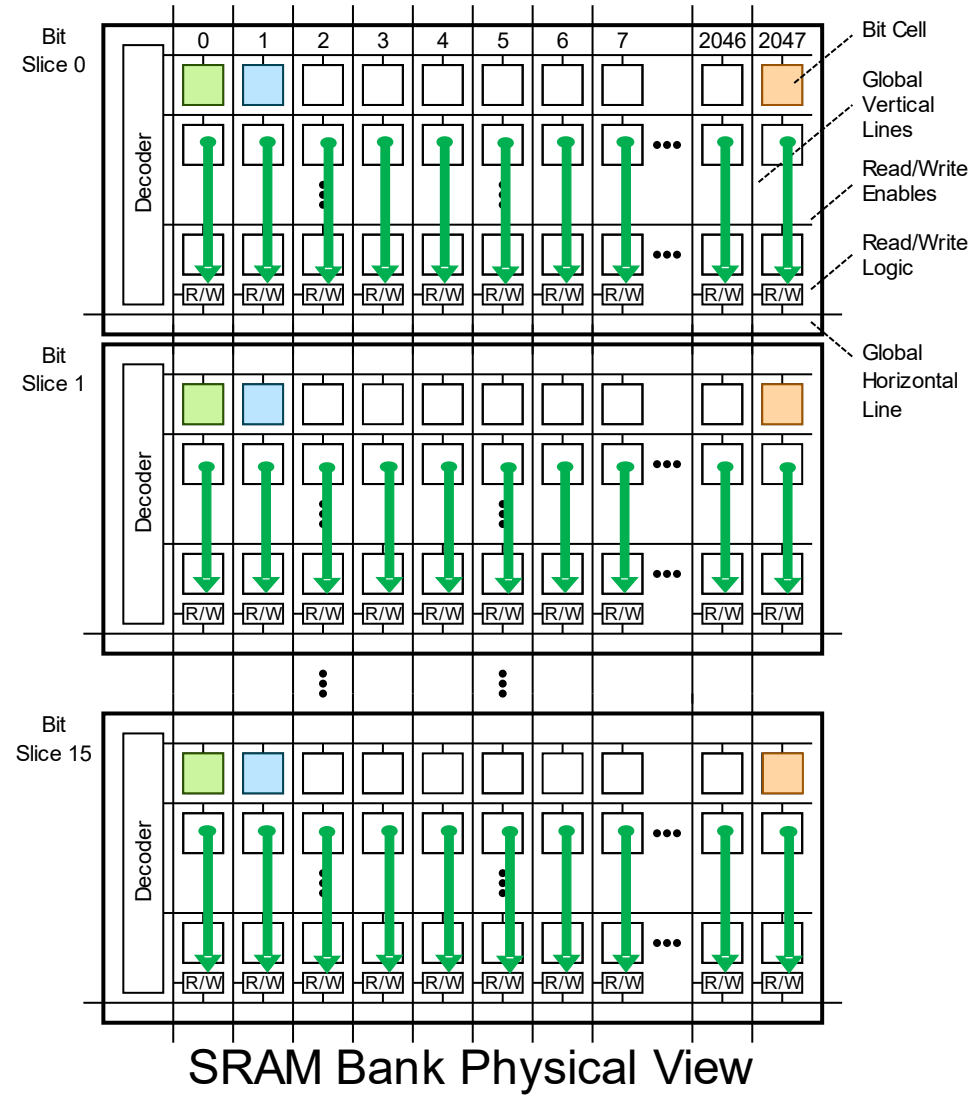 Bit
Slice 0
0 1 2 3 4 5 6 7 2046 2047
Bit Cell
Global
Vertical
Lines
Read/Write
Enables
Read/Write
Logic
Decoder
R/W R/W R/W R/W R/W R/W R/W R/W R/W R/W
Global
Horizontal
Line
Bit
Slice 1
Decoder
R/W R/W R/W R/W R/W R/W R/W R/W R/W R/W
Bit
Slice 15
Decoder
R/W R/W R/W R/W R/W R/W R/W R/W R/W R/W
SRAM Bank Physical View